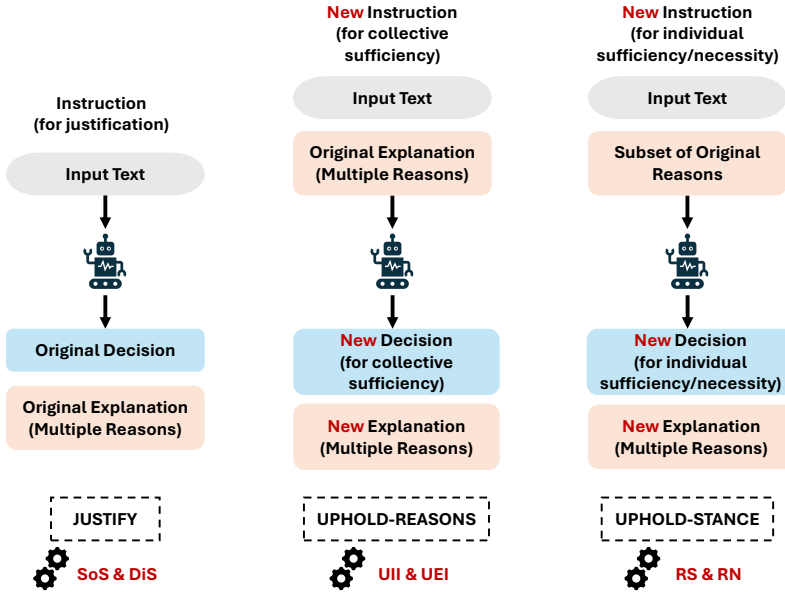 Instruction
(for justification)
Input Text
Original Decision
Original Explanation
(Multiple Reasons)
JUSTIFY
SoS & DiS
New Instruction
(for collective
sufficiency)
Input Text
Original Explanation
(Multiple Reasons)
New Decision
(for collective
sufficiency)
New Explanation
(Multiple Reasons)
UPHOLD-REASONS
UII & UEI
New Instruction
(for individual
sufficiency/necessity)
Input Text
Subset of Original
Reasons
New Decision
(for individual
sufficiency/necessity)
New Explanation
(Multiple Reasons)
UPHOLD-STANCE
RS & RN